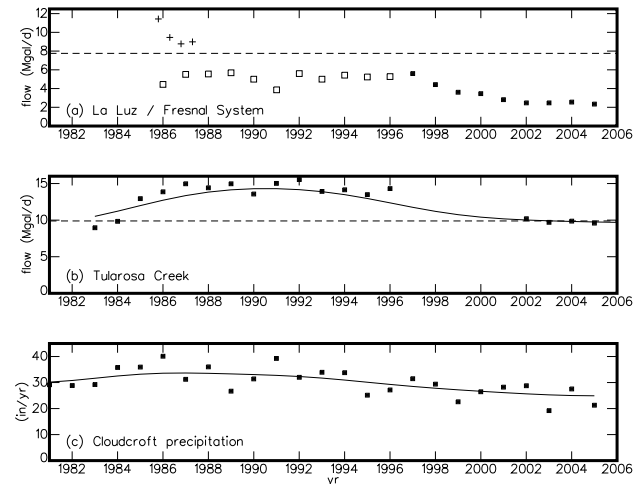 12
10
8
6
4
2
0
flow (Mgal/d)
(a) La Luz / Fresnal System
1982 1984 1986 1988 1990 1992 1994 1996 1998 2000 2002 2004 2006
15
10
5
0
flow (Mgal/d)
(b) Tularosa Creek
1982 1984 1986 1988 1990 1992 1994 1996 1998 2000 2002 2004 2006
40
30
20
10
0
(in/yr)
(c) Cloudcroft precipitation
1982 1984 1986 1988 1990 1992 1994 1996 1998 2000 2002 2004 2006
yr